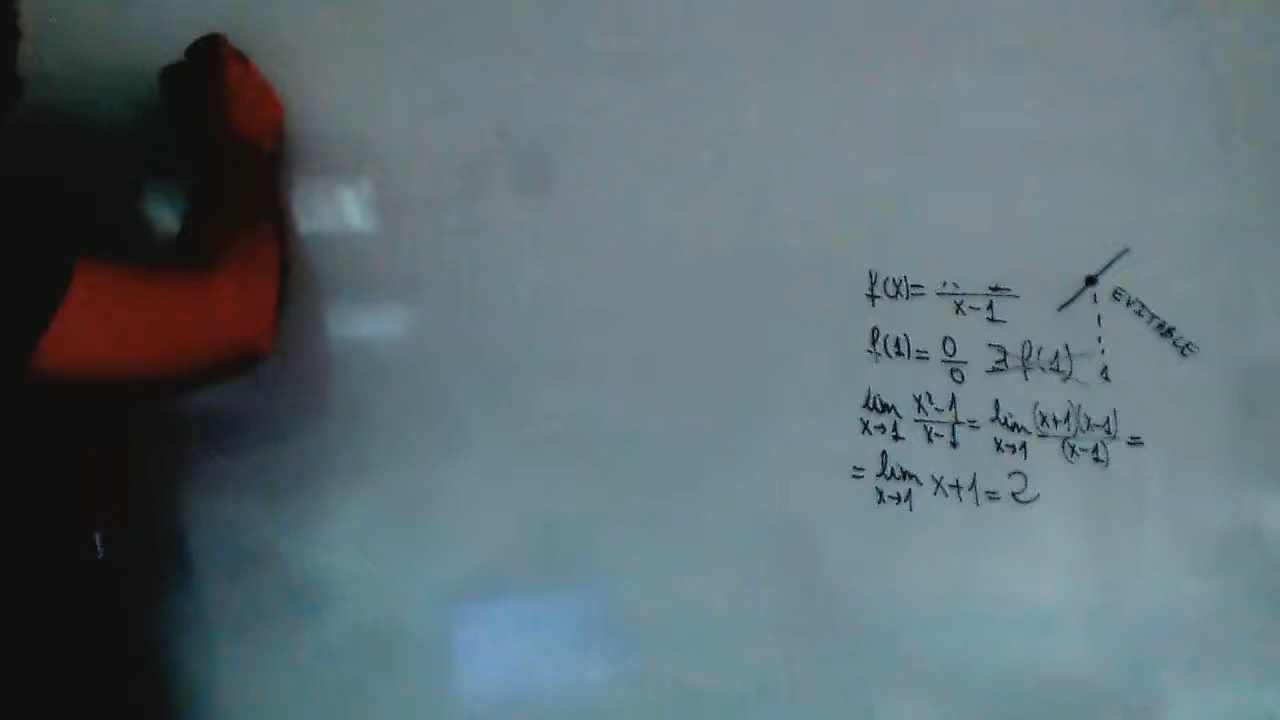 f(x)= / x-1
f(1)= 0/0 ∄ f(1)
1
EVITABLE
lim x→1 x²-1/x-1 = lim x→1 (x+1)(x-1)/(x-1) =
= lim x→1 x+1 = 2